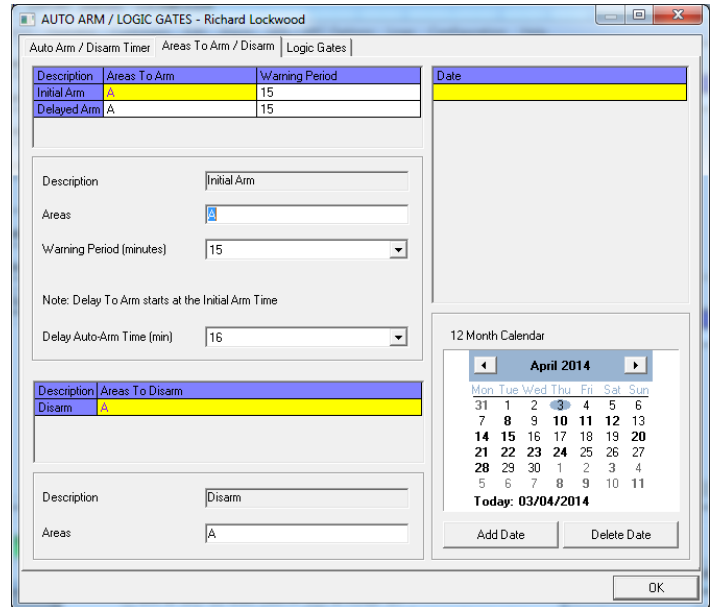 AUTO ARM / LOGIC GATES - Richard Lockwood
Auto Arm / Disarm Timer Areas To Arm / Disarm Logic Gates
Description Areas To Arm Warning Period
Initial Arm A 15
Delayed Arm A 15
Date
Description Initial Arm
Areas A
Warning Period (minutes) 15
Note: Delay To Arm starts at the Initial Arm Time
Delay Auto-Arm Time (min) 16
Description Areas To Disarm
Disarm A
Description Disarm
Areas A
12 Month Calendar
April 2014
Mon Tue Wed Thu Fri Sat Sun
31 1 2 3 4 5 6
7 8 9 10 11 12 13
14 15 16 17 18 19 20
21 22 23 24 25 26 27
28 29 30 1 2 3 4
5 6 7 8 9 10 11
Today: 03/04/2014
Add Date Delete Date
OK